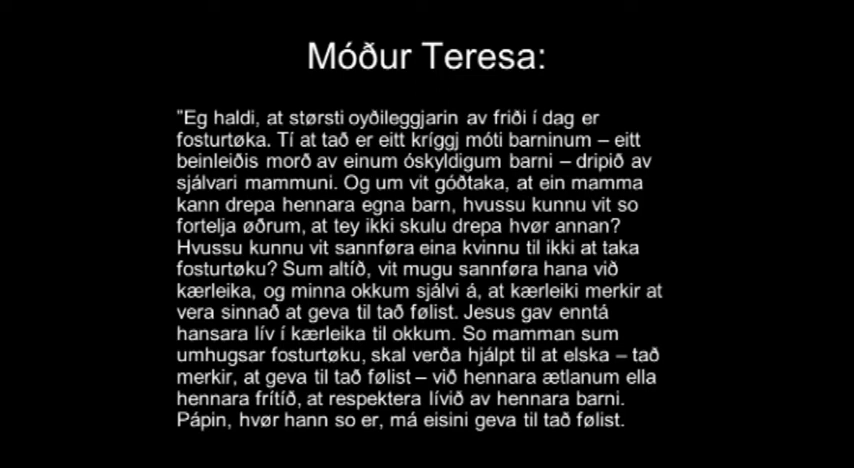 Móður Teresa:
"Eg haldi, at størsti oyðileggjarin av friði í dag er
fosturtøka. Tí at tað er eitt kríggj móti barninum – eitt
beinleiðis morð av einum óskyldigum barni – dripið av
sjálvari mammuni. Og um vit góðtaka, at ein mamma
kann drepa hennara egna barn, hvussu kunnu vit so
fortelja øðrum, at tey ikki skulu drepa hvør annan?
Hvussu kunnu vit sannføra eina kvinnu til ikki at taka
fosturtøku? Sum altíð, vit mugu sannføra hana við
kærleika, og minna okkum sjálvi á, at kærleiki merkir at
vera sinnað at geva til tað følist. Jesus gav enntá
hansara lív í kærleika til okkum. So mamman sum
umhugsar fosturtøku, skal verða hjálpt til at elska – tað
merkir, at geva til tað følist – við hennara ætlanum ella
hennara frítíð, at respektera lívið av hennara barni.
Pápin, hvør hann so er, má eisini geva til tað følist.